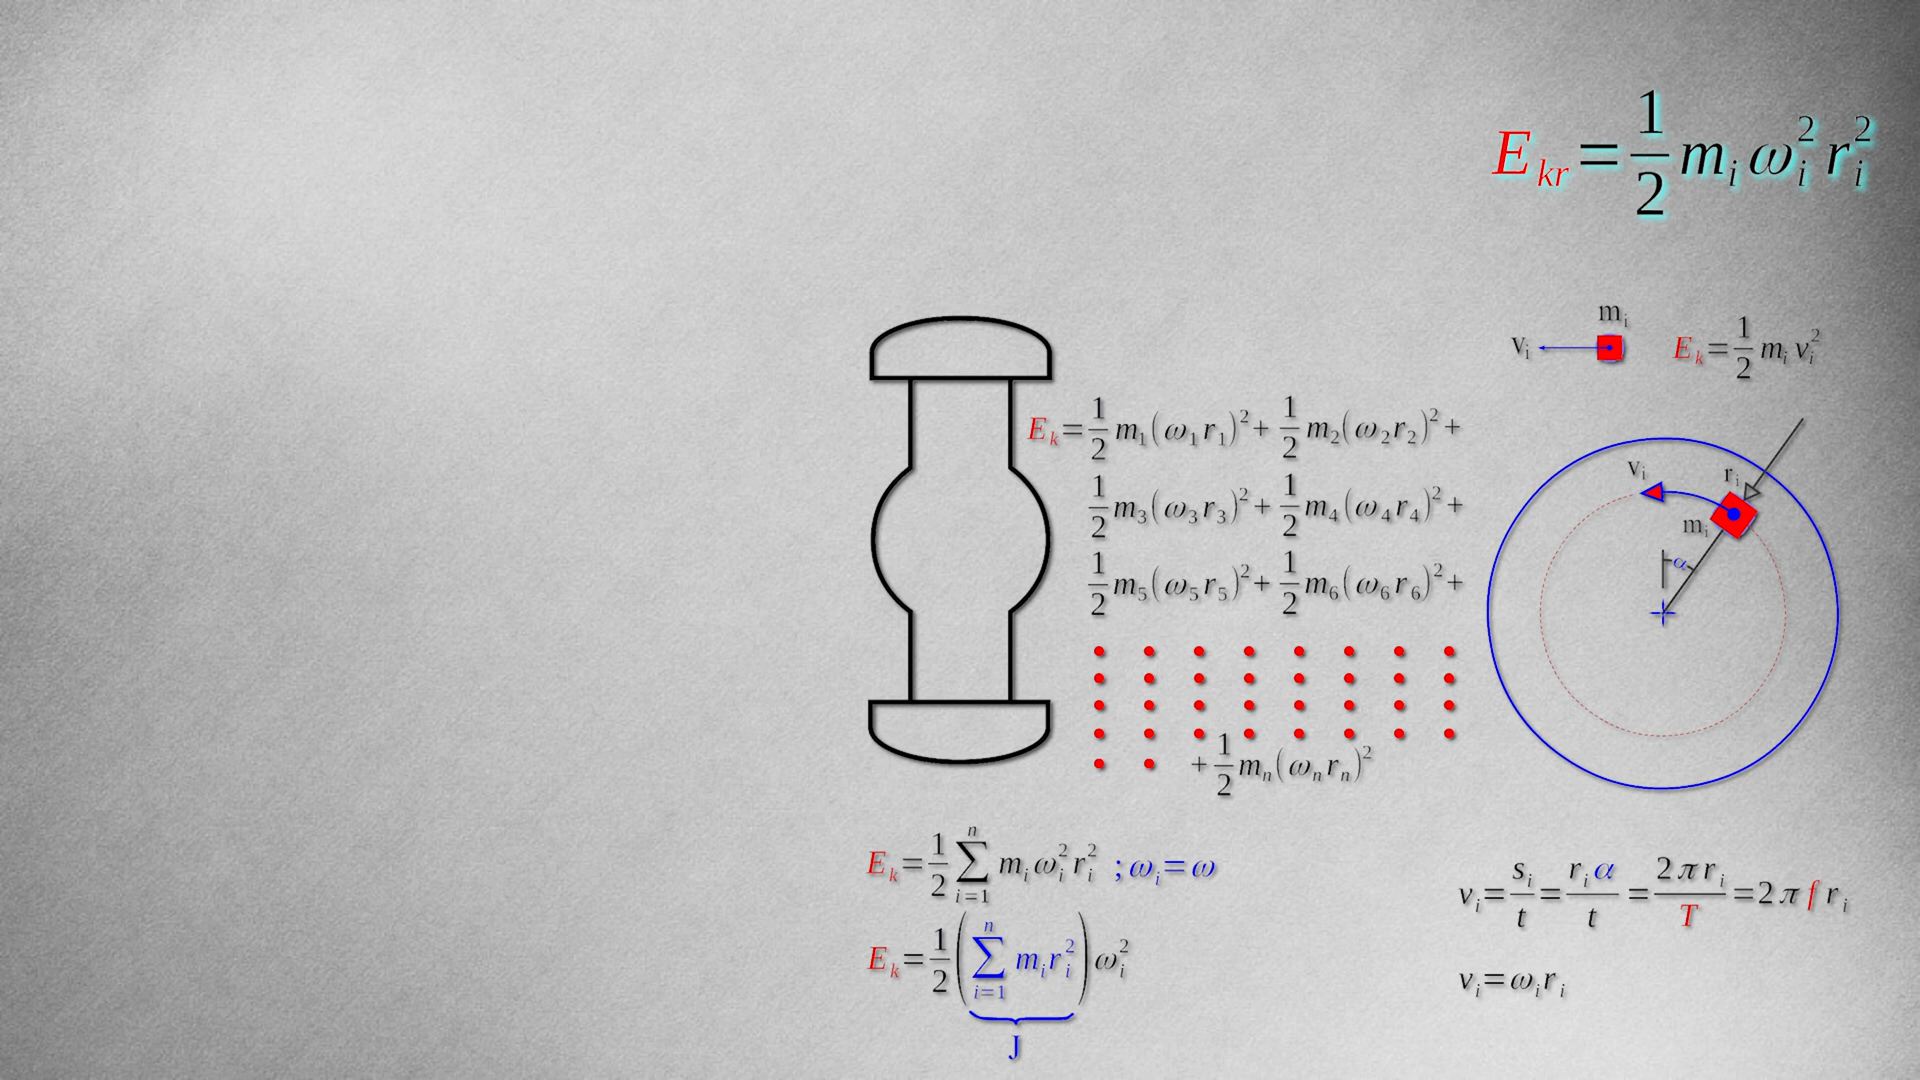 E_kr = 1/2 m_i ω_i^2 r_i^2
m_i
v_i
E_k = 1/2 m_i v_i^2
E_k = 1/2 m_1(ω_1 r_1)^2 + 1/2 m_2(ω_2 r_2)^2 +
1/2 m_3(ω_3 r_3)^2 + 1/2 m_4(ω_4 r_4)^2 +
1/2 m_5(ω_5 r_5)^2 + 1/2 m_6(ω_6 r_6)^2 +
+ 1/2 m_n(ω_n r_n)^2
v_i
r_i
m_i
α
E_k = 1/2 ∑_{i=1}^{n} m_i ω_i^2 r_i^2 ; ω_i = ω
E_k = 1/2 (∑_{i=1}^{n} m_i r_i^2) ω_i^2
J
v_i = s_i/t = r_i α/t = 2 π r_i/T = 2 π f r_i
v_i = ω_i r_i